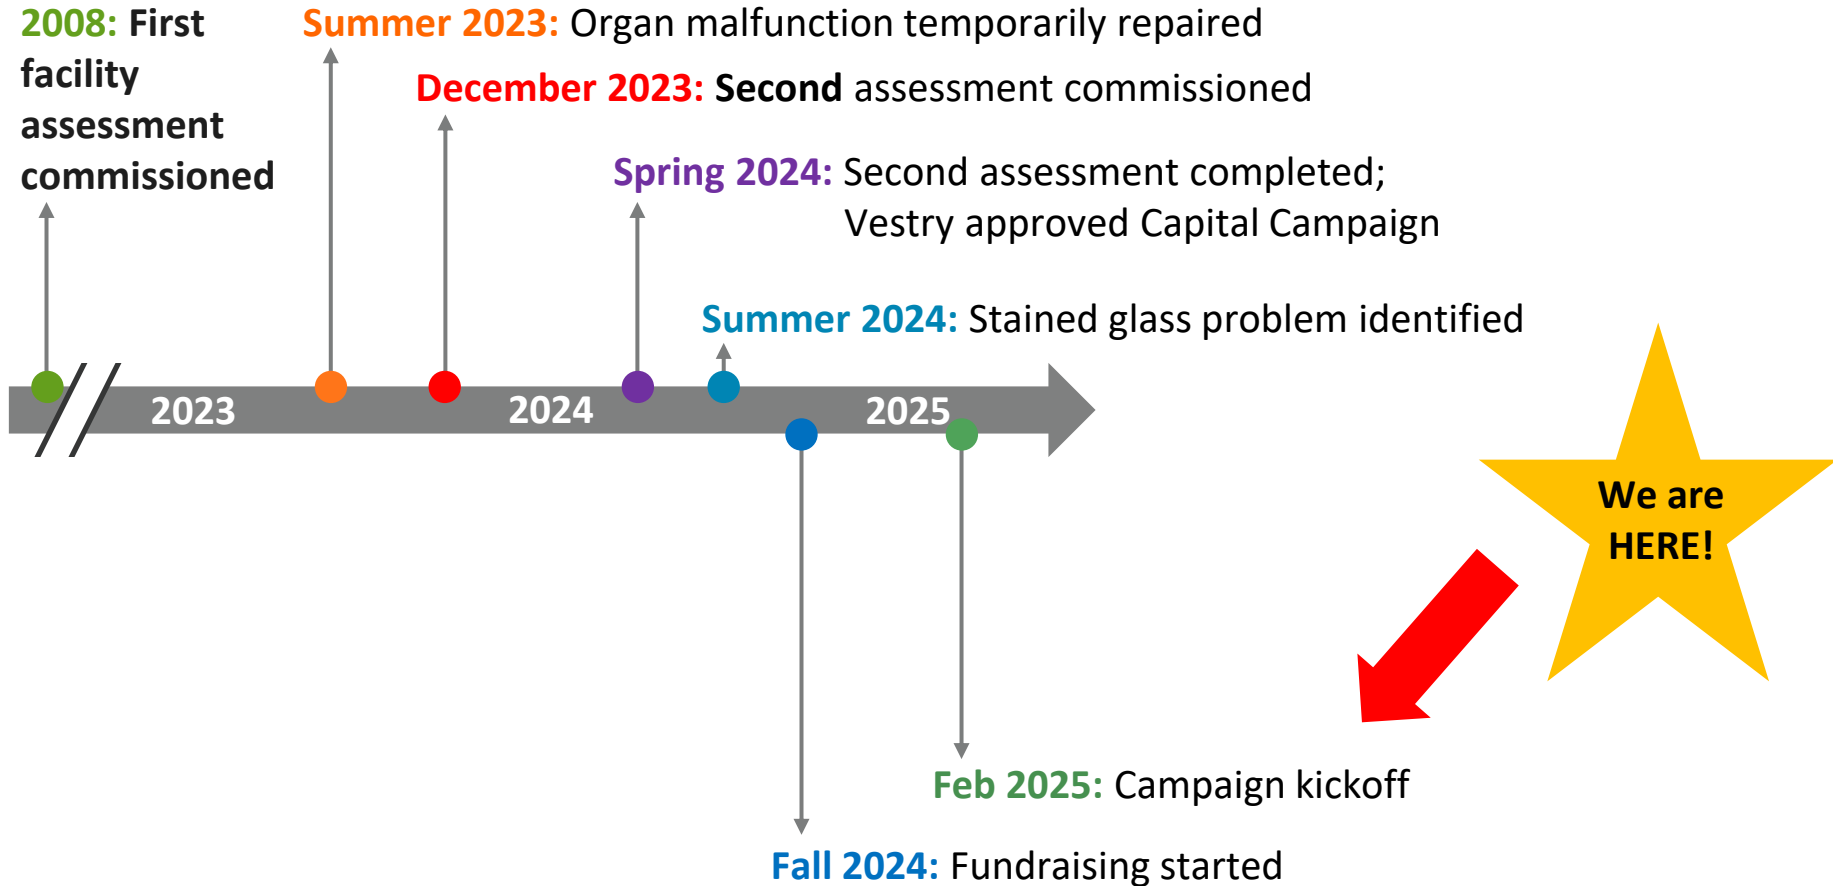 2008: First
facility
assessment
commissioned
Summer 2023: Organ malfunction temporarily repaired
December 2023: Second assessment commissioned
Spring 2024: Second assessment completed;
Vestry approved Capital Campaign
Summer 2024: Stained glass problem identified
2023
2024
2025
We are
HERE!
Feb 2025: Campaign kickoff
Fall 2024: Fundraising started